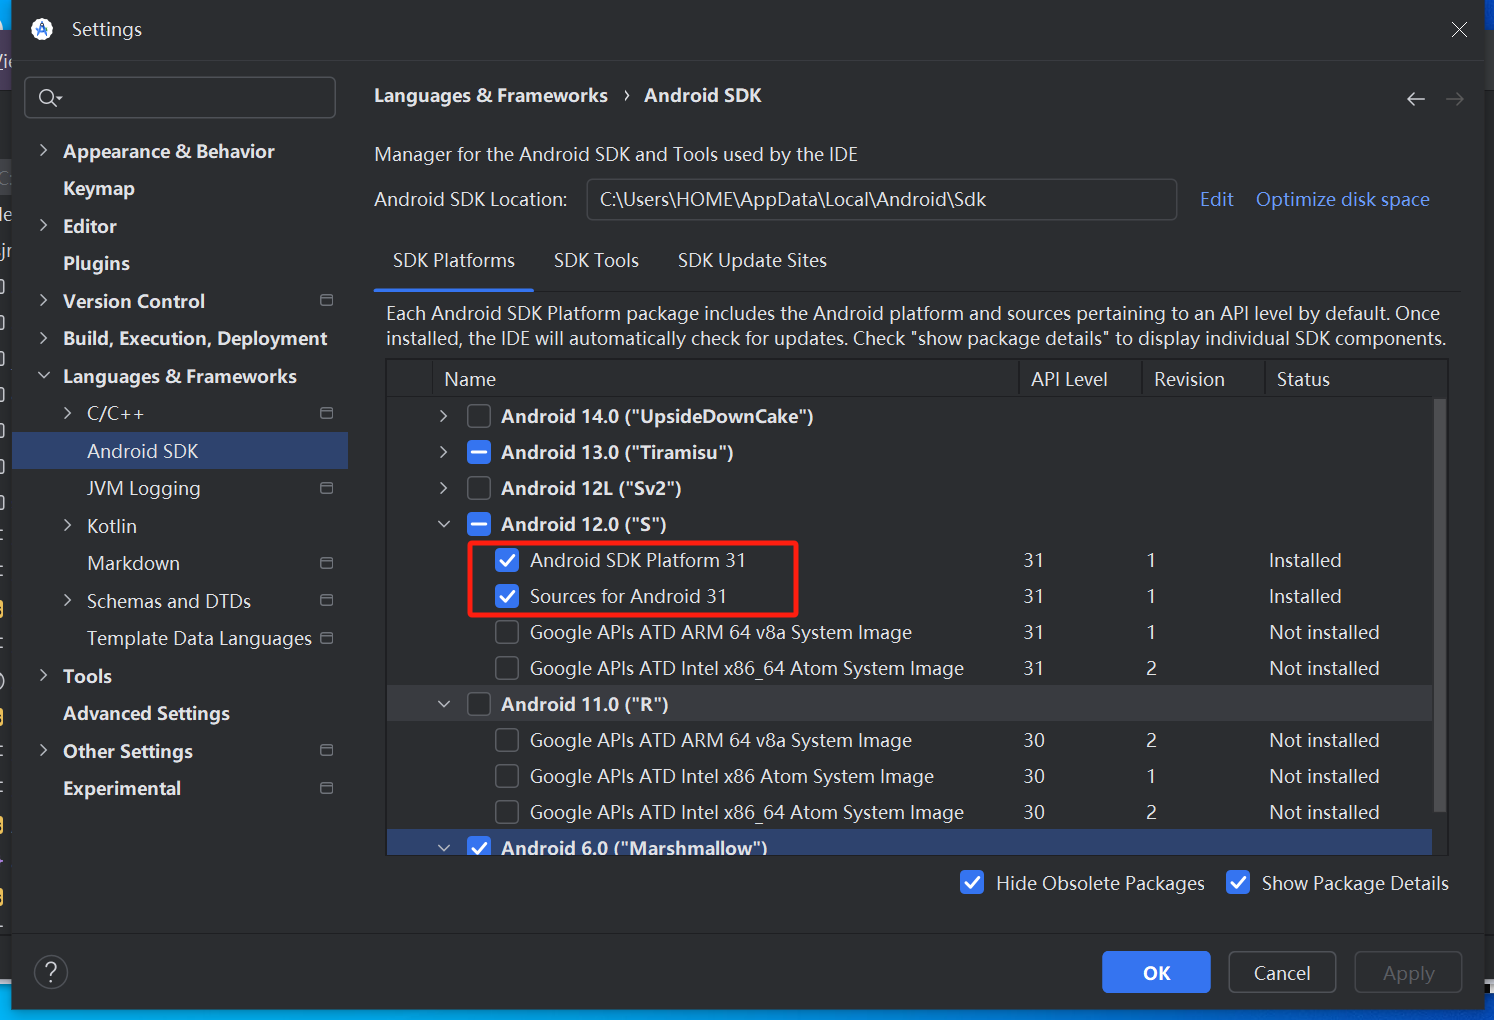 Settings
Languages & Frameworks › Android SDK
Appearance & Behavior
Keymap
Editor
Plugins
Version Control
Build, Execution, Deployment
Languages & Frameworks
C/C++
Android SDK
JVM Logging
Kotlin
Markdown
Schemas and DTDs
Template Data Languages
Tools
Advanced Settings
Other Settings
Experimental
Manager for the Android SDK and Tools used by the IDE
Android SDK Location: C:\Users\HOME\AppData\Local\Android\Sdk Edit Optimize disk space
SDK Platforms SDK Tools SDK Update Sites
Each Android SDK Platform package includes the Android platform and sources pertaining to an API level by default. Once
installed, the IDE will automatically check for updates. Check "show package details" to display individual SDK components.
Name API Level Revision Status
Android 14.0 ("UpsideDownCake")
Android 13.0 ("Tiramisu")
Android 12L ("Sv2")
Android 12.0 ("S")
Android SDK Platform 31 31 1 Installed
Sources for Android 31 31 1 Installed
Google APIs ATD ARM 64 v8a System Image 31 1 Not installed
Google APIs ATD Intel x86_64 Atom System Image 31 2 Not installed
Android 11.0 ("R")
Google APIs ATD ARM 64 v8a System Image 30 2 Not installed
Google APIs ATD Intel x86 Atom System Image 30 1 Not installed
Google APIs ATD Intel x86_64 Atom System Image 30 2 Not installed
Android 6.0 ("Marshmallow")
Hide Obsolete Packages Show Package Details
? OK Cancel Apply